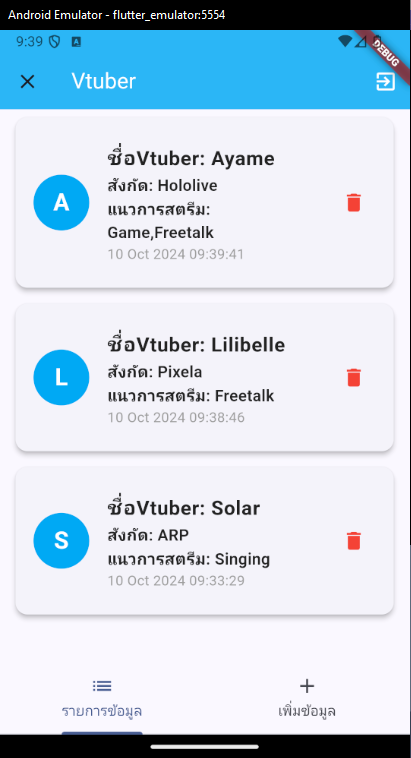 Android Emulator - flutter_emulator:5554
9:39
A
DEBUG
Vtuber
A
ชื่อVtuber: Ayame
สังกัด: Hololive
แนวการสตรีม:
Game,Freetalk
10 Oct 2024 09:39:41
L
ชื่อVtuber: Lilibelle
สังกัด: Pixela
แนวการสตรีม: Freetalk
10 Oct 2024 09:38:46
S
ชื่อVtuber: Solar
สังกัด: ARP
แนวการสตรีม: Singing
10 Oct 2024 09:33:29
รายการข้อมูล
เพิ่มข้อมูล